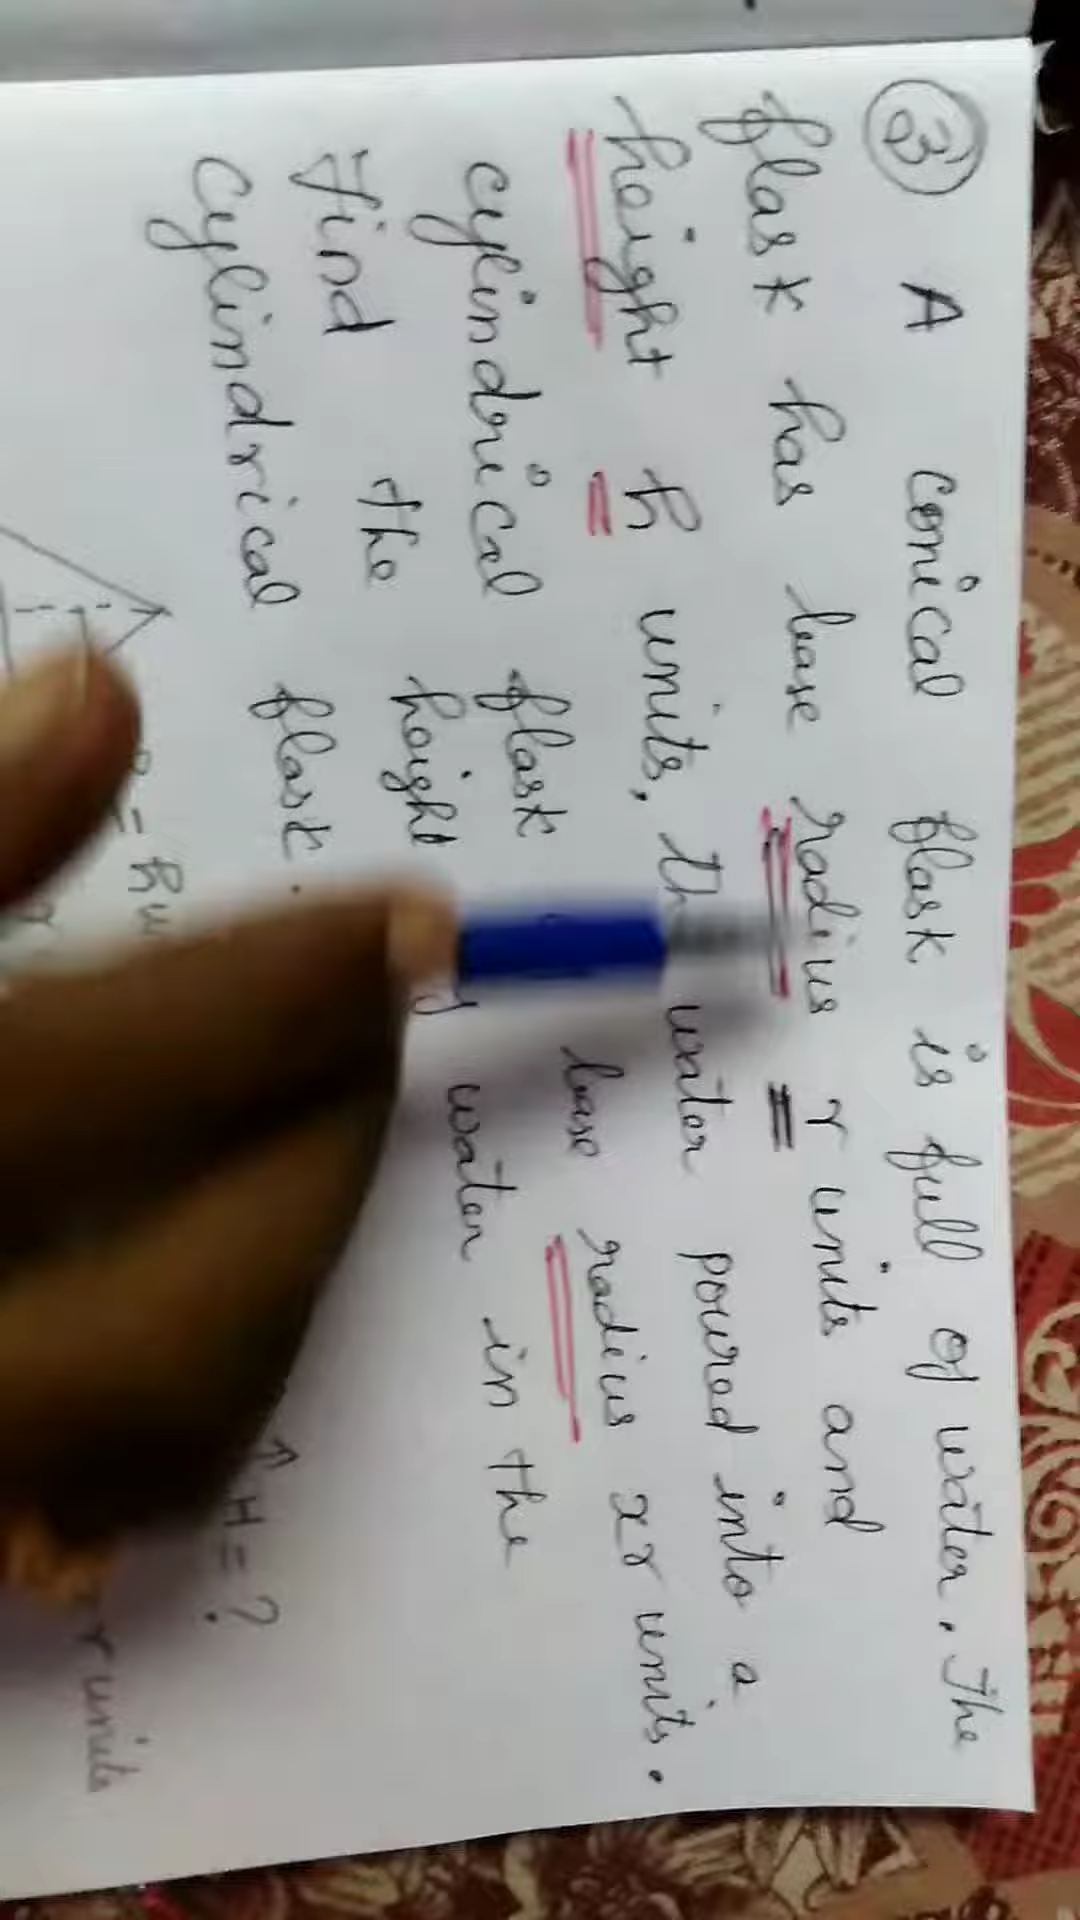 3
A conical flask is full of water. The
flask has base radius r units and
height h units, water poured into a
cylindrical flask base radius xr units.
Find the height water in the
cylindrical flask.
H = ?
r units